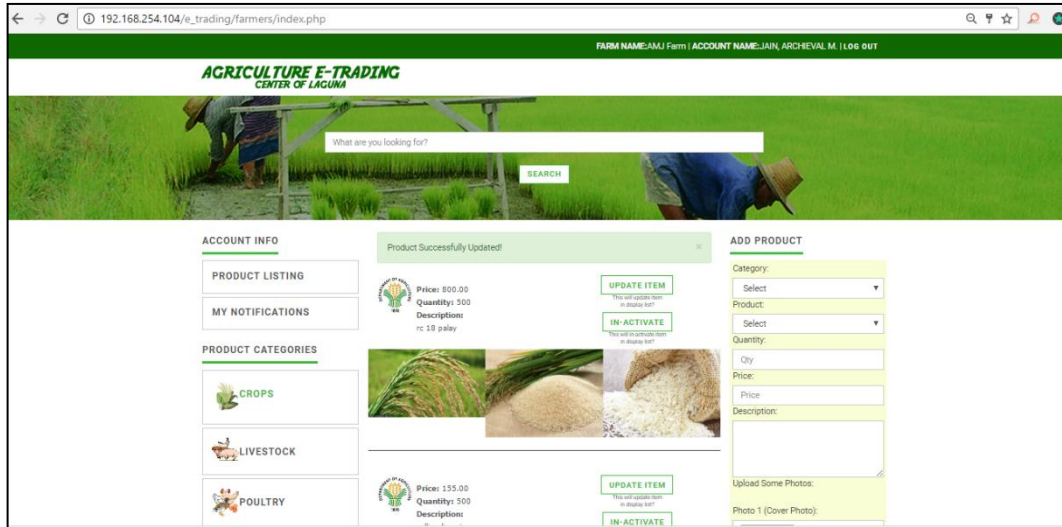 192.168.254.104/e_trading/farmers/index.php
FARM NAME:AMJ Farm | ACCOUNT NAME:JAIN, ARCHIEVAL M. | LOG OUT
AGRICULTURE E-TRADING
CENTER OF LAGUNA
What are you looking for?
SEARCH
ACCOUNT INFO
PRODUCT LISTING
MY NOTIFICATIONS
PRODUCT CATEGORIES
CROPS
LIVESTOCK
POULTRY
Product Successfully Updated!
×
Price: 800.00
Quantity: 500
Description:
rc 18 palay
UPDATE ITEM
This will update item
in display list?
IN-ACTIVATE
This will in-activate item
in display list?
Price: 155.00
Quantity: 500
Description:
UPDATE ITEM
This will update item
in display list?
IN-ACTIVATE
ADD PRODUCT
Category:
Select
Product:
Select
Quantity:
Qty
Price:
Price
Description:
Upload Some Photos:
Photo 1 (Cover Photo):